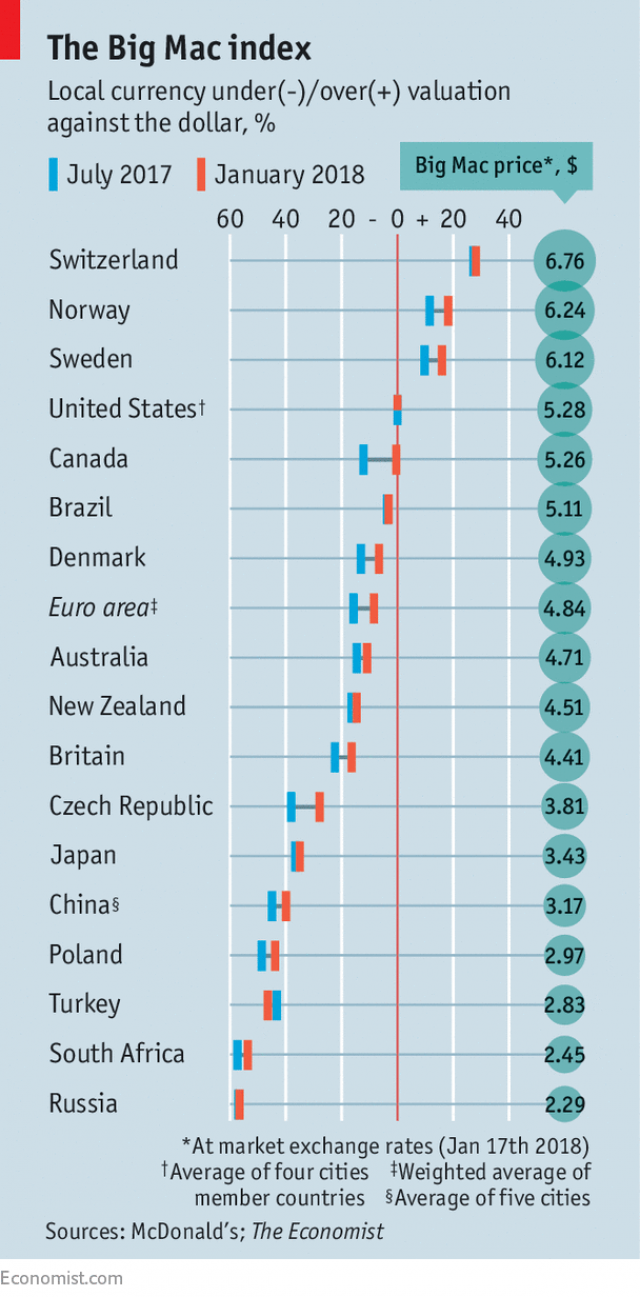 The Big Mac index
Local currency under(-)/over(+) valuation
against the dollar, %
July 2017 January 2018
Big Mac price*, $
60 40 20 - 0 + 20 40
Switzerland 6.76
Norway 6.24
Sweden 6.12
United States† 5.28
Canada 5.26
Brazil 5.11
Denmark 4.93
Euro area‡ 4.84
Australia 4.71
New Zealand 4.51
Britain 4.41
Czech Republic 3.81
Japan 3.43
China§ 3.17
Poland 2.97
Turkey 2.83
South Africa 2.45
Russia 2.29
*At market exchange rates (Jan 17th 2018)
†Average of four cities ‡Weighted average of
member countries §Average of five cities
Sources: McDonald's; The Economist
Economist.com